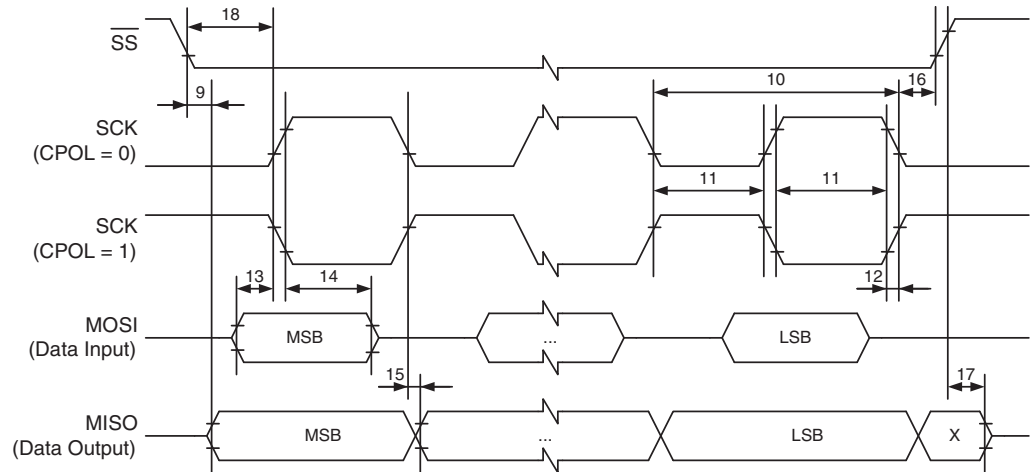 18
SS
9
10
16
SCK
(CPOL = 0)
11
11
SCK
(CPOL = 1)
13
14
12
MOSI
(Data Input)
MSB
...
LSB
15
17
MISO
(Data Output)
MSB
...
LSB
X